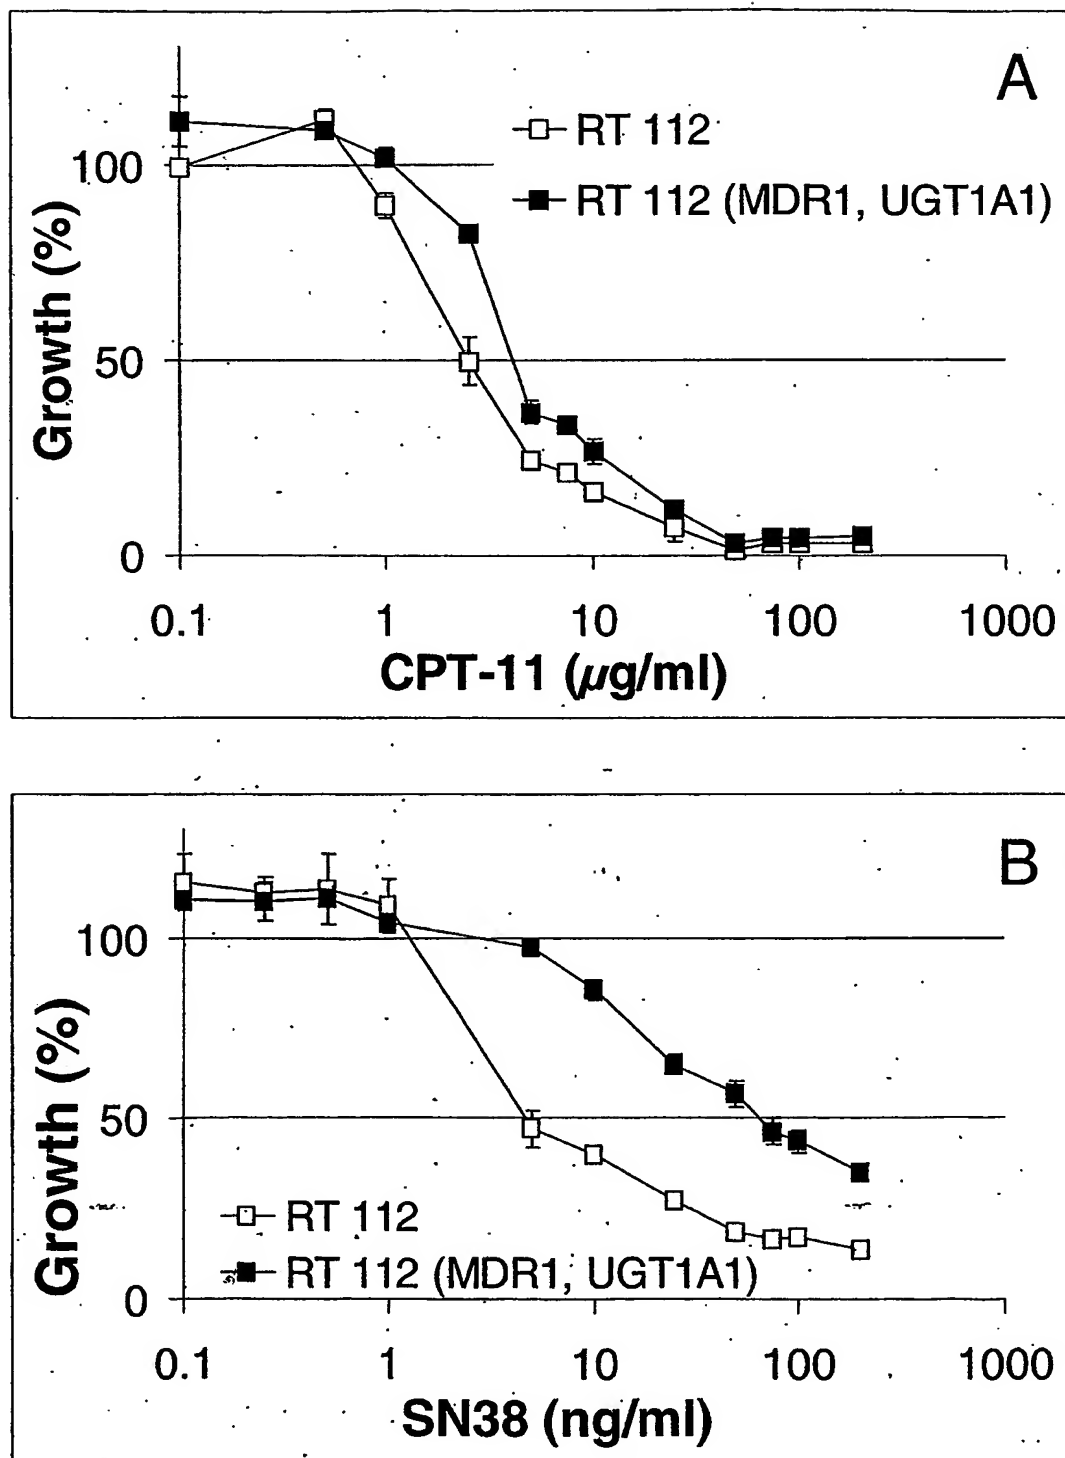 A
RT 112
RT 112 (MDR1, UGT1A1)
Growth (%)
100
50
0
0.1 1 10 100 1000
CPT-11 (µg/ml)
B
Growth (%)
100
50
0
RT 112
RT 112 (MDR1, UGT1A1)
0.1 1 10 100 1000
SN38 (ng/ml)